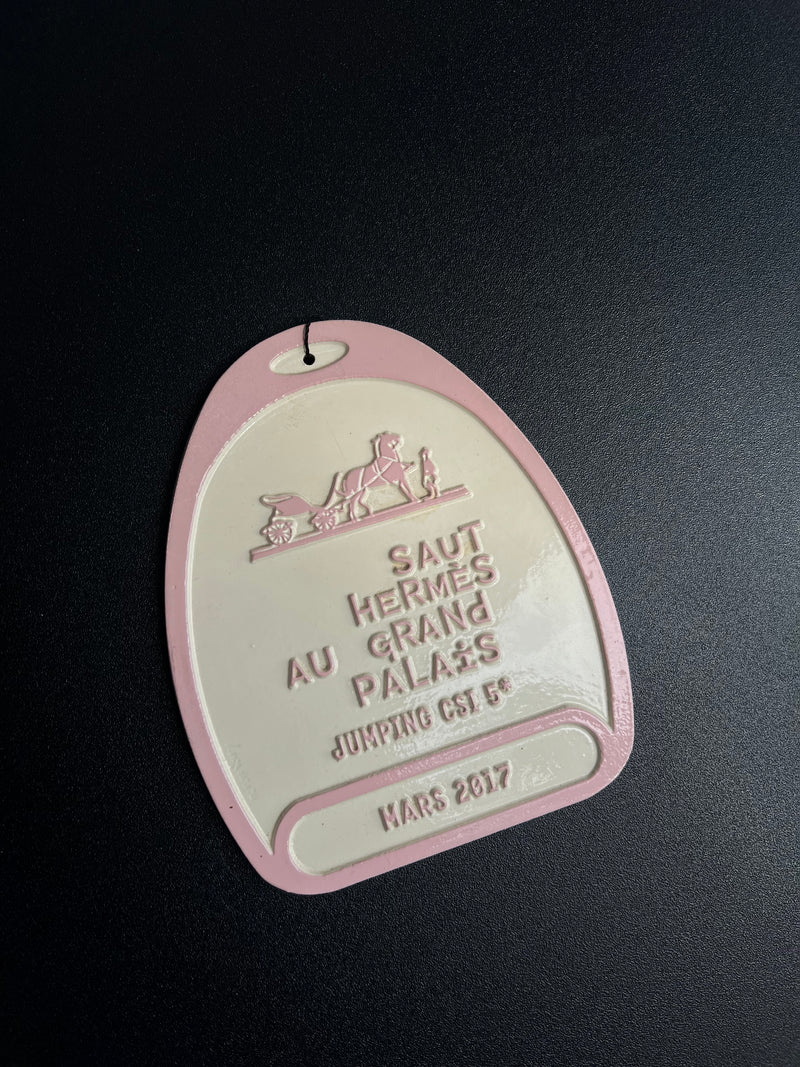 SAUT
HERMÈS
AU GRANd
PALAiS
JUMPING CSI 5*
MARS 2017